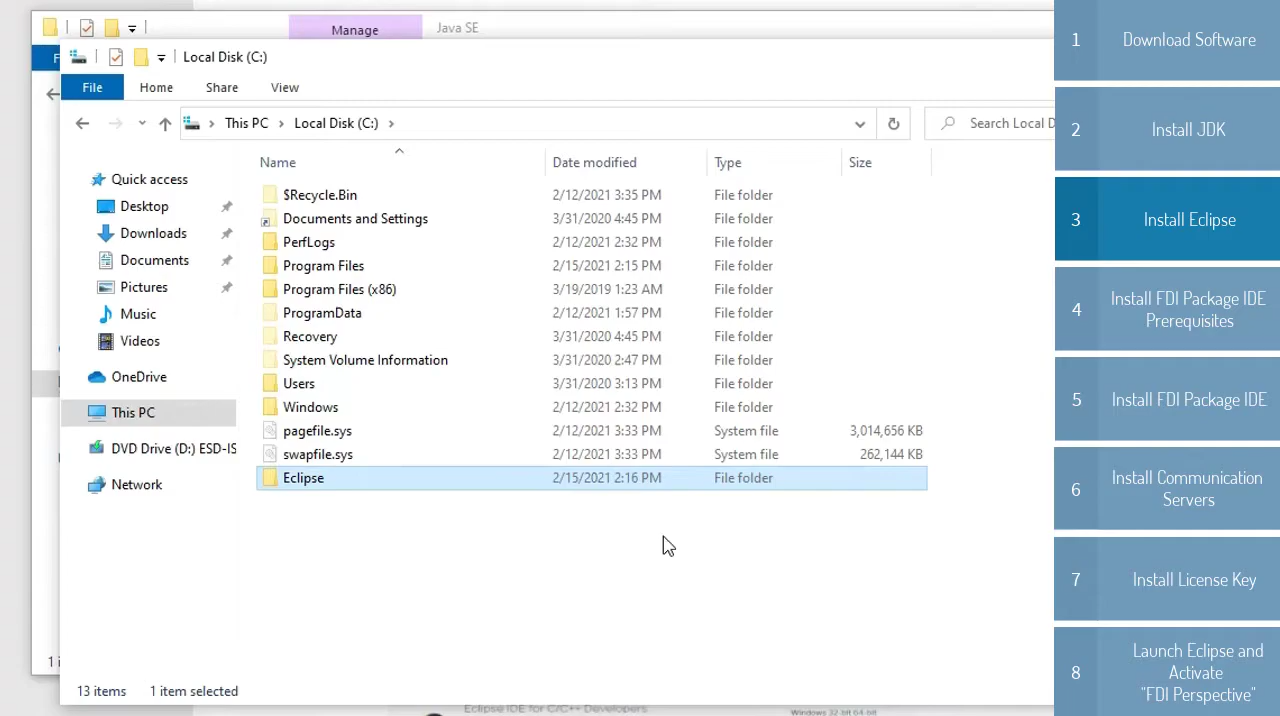 Manage
Java SE
Local Disk (C:)
File
Home
Share
View
This PC
Local Disk (C:)
Search Local D
Name
Date modified
Type
Size
Quick access
Desktop
Downloads
Documents
Pictures
Music
Videos
OneDrive
This PC
DVD Drive (D:) ESD-IS
Network
$Recycle.Bin 2/12/2021 3:35 PM File folder
Documents and Settings 3/31/2020 4:45 PM File folder
PerfLogs 2/12/2021 2:32 PM File folder
Program Files 2/15/2021 2:15 PM File folder
Program Files (x86) 3/19/2019 1:23 AM File folder
ProgramData 2/12/2021 1:57 PM File folder
Recovery 3/31/2020 4:45 PM File folder
System Volume Information 3/31/2020 2:47 PM File folder
Users 3/31/2020 3:13 PM File folder
Windows 2/12/2021 2:32 PM File folder
pagefile.sys 2/12/2021 3:33 PM System file 3,014,656 KB
swapfile.sys 2/12/2021 3:33 PM System file 262,144 KB
Eclipse 2/15/2021 2:16 PM File folder
13 items
1 item selected
Eclipse IDE for C/C++ Developers
Windows 32-bit 64-bit
1 Download Software
2 Install JDK
3 Install Eclipse
4 Install FDI Package IDE
Prerequisites
5 Install FDI Package IDE
6 Install Communication
Servers
7 Install License Key
8 Launch Eclipse and
Activate
"FDI Perspective"